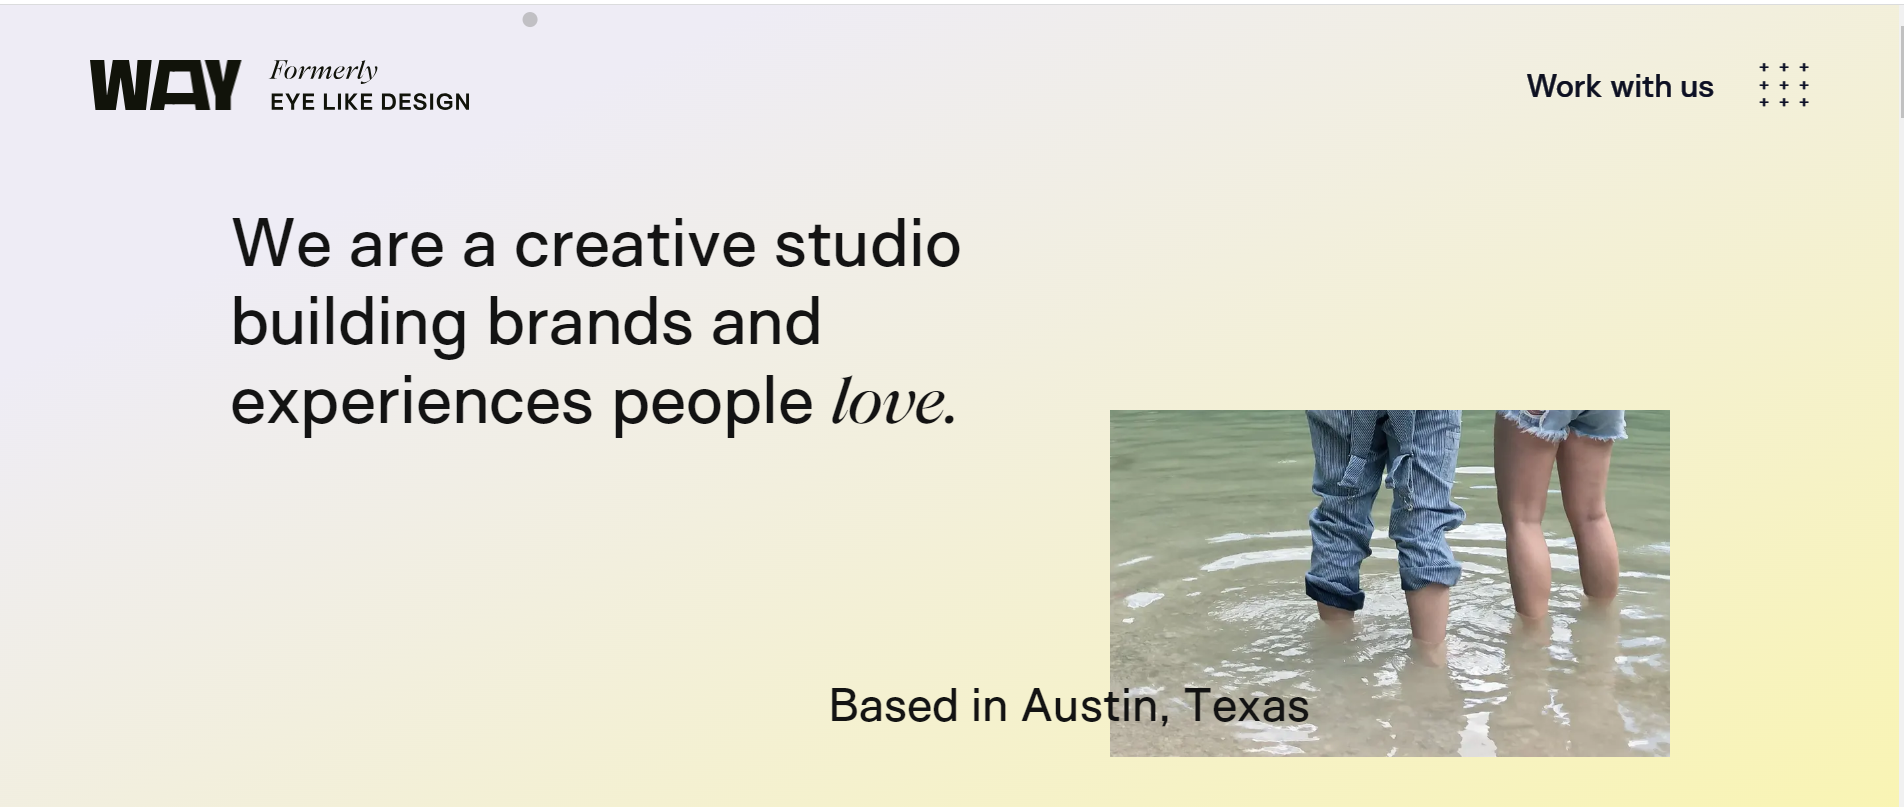 WAY
Formerly
EYE LIKE DESIGN
Work with us
We are a creative studio
building brands and
experiences people love.
Based in Austin, Texas